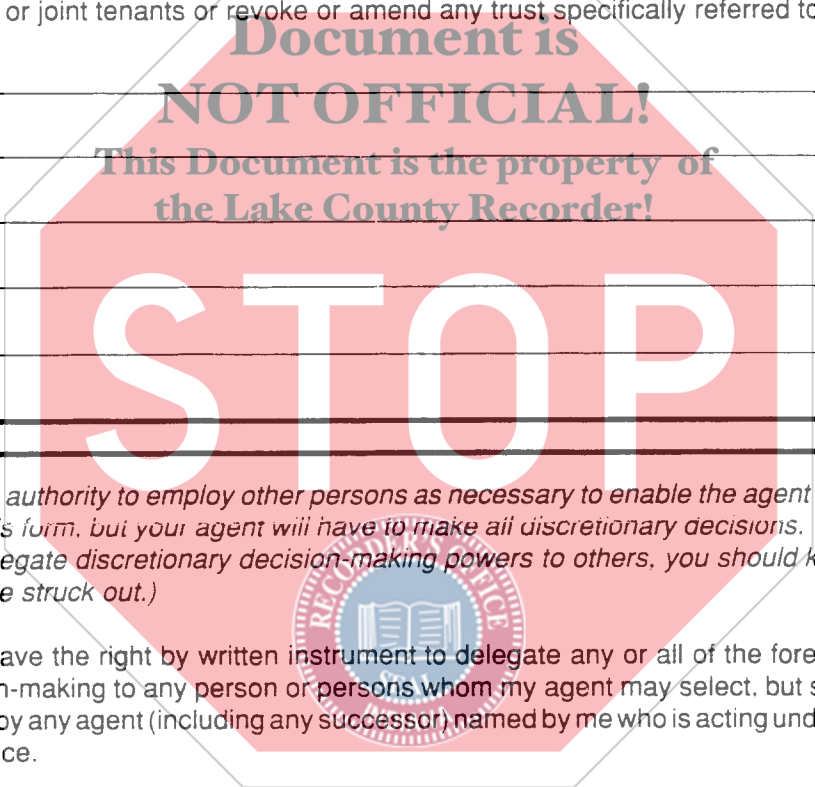 or joint tenants or revoke or amend any trust specifically referred to
Document is
NOT OFFICIAL!
This Document is the property of
the Lake County Recorder!
STOP
authority to employ other persons as necessary to enable the agent
s form, but your agent will have to make all discretionary decisions.
egate discretionary decision-making powers to others, you should k
e struck out.)
RECORDER'S OFFICE
SEAL
ave the right by written instrument to delegate any or all of the fore
n-making to any person or persons whom my agent may select, but s
by any agent (including any successor) named by me who is acting und
ce.